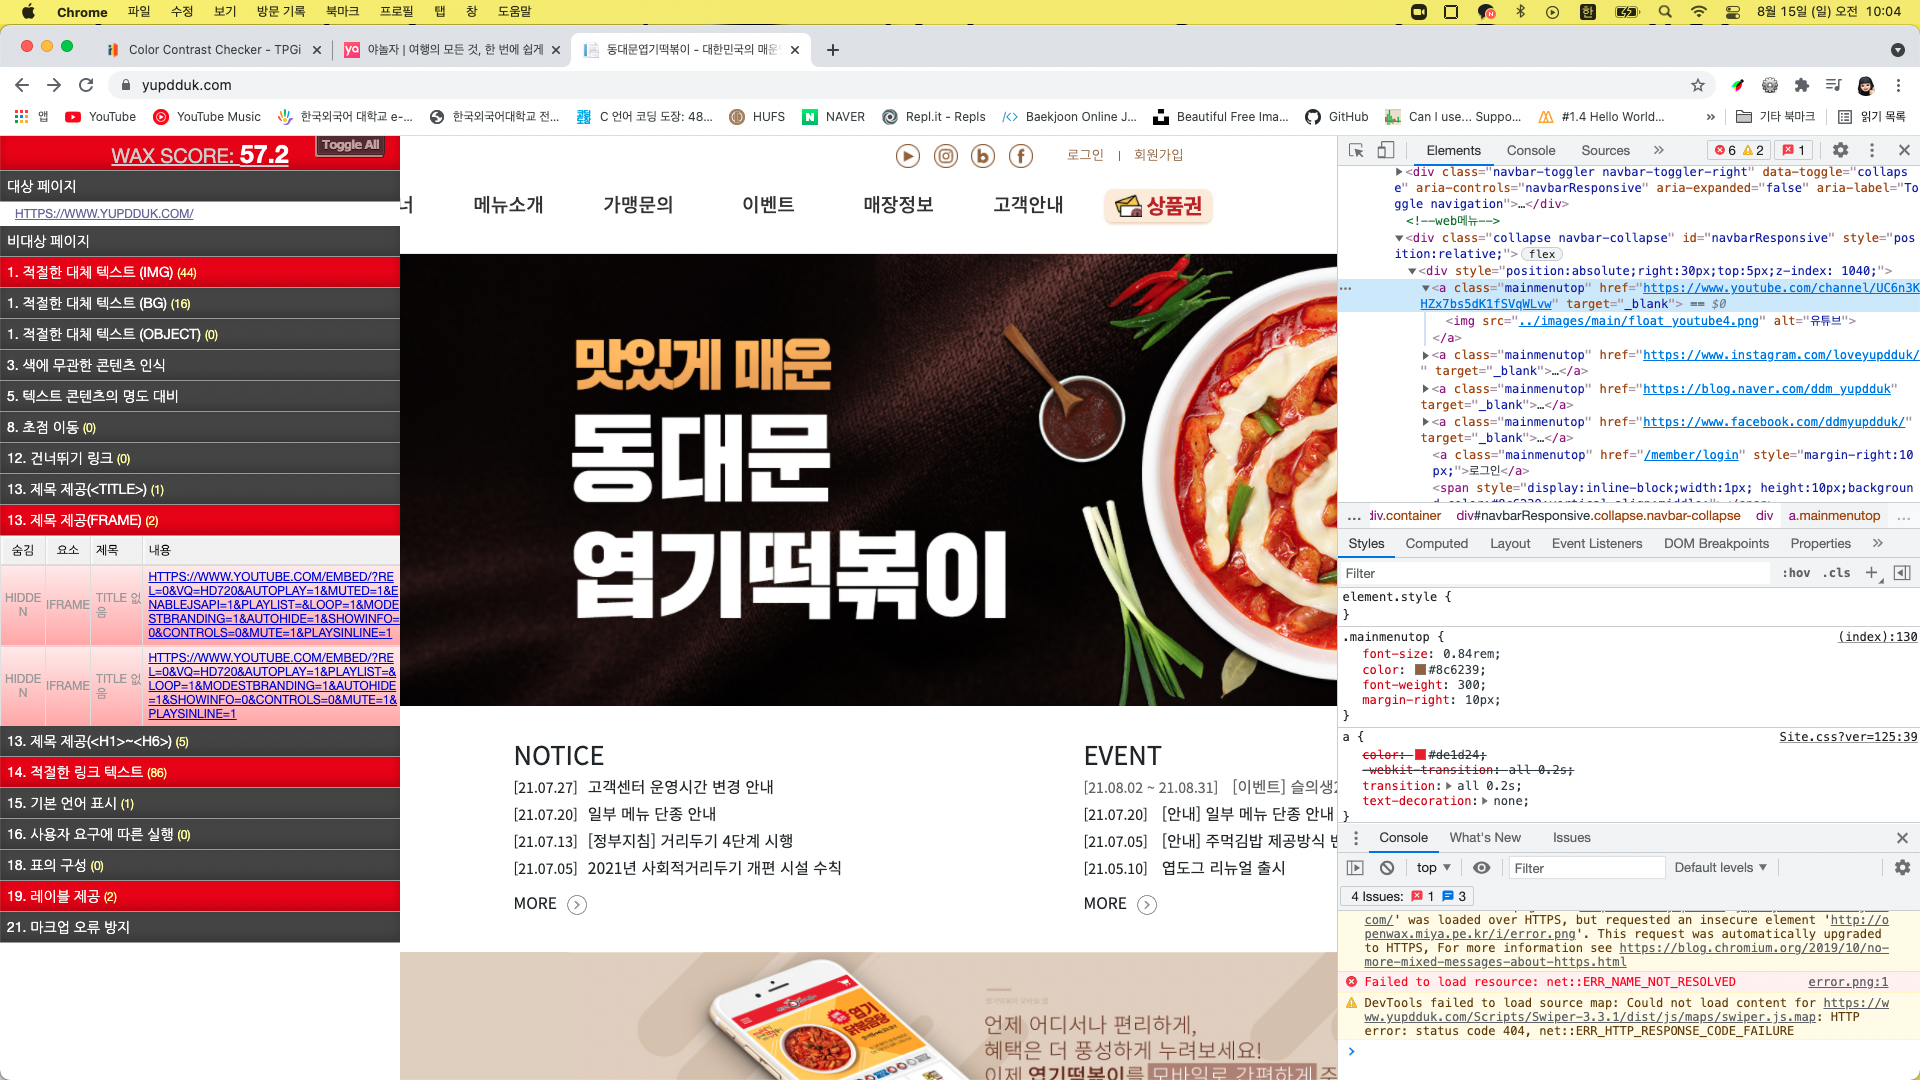 Chrome 파일 수정 보기 방문 기록 북마크 프로필 탭 창 도움말
한 8월 15일 (일) 오전 10:04
Color Contrast Checker - TPGi
야놀자 | 여행의 모든 것, 한 번에 쉽게
동대문엽기떡볶이 - 대한민국의 매운
yupdduk.com
앱 YouTube YouTube Music 한국외국어 대학교 e-... 한국외국어대학교 전... C 언어 코딩 도장: 48... HUFS NAVER Repl.it - Repls Baekjoon Online J... Beautiful Free Ima... GitHub Can I use... Suppo... #1.4 Hello World... » 기타 북마크 읽기 목록
WAX SCORE: 57.2
Toggle All
대상 페이지
HTTPS://WWW.YUPDDUK.COM/
비대상 페이지
1. 적절한 대체 텍스트 (IMG) (44)
1. 적절한 대체 텍스트 (BG) (16)
1. 적절한 대체 텍스트 (OBJECT) (0)
3. 색에 무관한 콘텐츠 인식
5. 텍스트 콘텐츠의 명도 대비
8. 초점 이동 (0)
12. 건너뛰기 링크 (0)
13. 제목 제공(<TITLE>) (1)
13. 제목 제공(FRAME) (2)
숨김 요소 제목 내용
HIDDEN IFRAME TITLE 없음
HTTPS://WWW.YOUTUBE.COM/EMBED/?RE
L=0&VQ=HD720&AUTOPLAY=1&MUTED=1&E
NABLEJSAPI=1&PLAYLIST=&LOOP=1&MODE
STBRANDING=1&AUTOHIDE=1&SHOWINFO=
0&CONTROLS=0&MUTE=1&PLAYSINLINE=1
HIDDEN IFRAME TITLE 없음
HTTPS://WWW.YOUTUBE.COM/EMBED/?RE
L=0&VQ=HD720&AUTOPLAY=1&PLAYLIST=&
LOOP=1&MODESTBRANDING=1&AUTOHIDE
=1&SHOWINFO=0&CONTROLS=0&MUTE=1&
PLAYSINLINE=1
13. 제목 제공(<H1>~<H6>) (5)
14. 적절한 링크 텍스트 (86)
15. 기본 언어 표시 (1)
16. 사용자 요구에 따른 실행 (0)
18. 표의 구성 (0)
19. 레이블 제공 (2)
21. 마크업 오류 방지
로그인 | 회원가입
너 메뉴소개 가맹문의 이벤트 매장정보 고객안내 상품권
맛있게 매운
동대문
엽기떡볶이
NOTICE
[21.07.27] 고객센터 운영시간 변경 안내
[21.07.20] 일부 메뉴 단종 안내
[21.07.13] [정부지침] 거리두기 4단계 시행
[21.07.05] 2021년 사회적거리두기 개편 시설 수칙
MORE
EVENT
[21.08.02 ~ 21.08.31] [이벤트] 슬의생2
[21.07.20] [안내] 일부 메뉴 단종 안내
[21.07.05] [안내] 주먹김밥 제공방식 변
[21.05.10] 엽도그 리뉴얼 출시
MORE
엽기
닭볶음탕
언제 어디서나 편리하게,
혜택은 더 풍성하게 누려보세요!
이제 엽기떡볶이를 모바일로 간편하게 주
Elements Console Sources » 6 2 1
<div class="navbar-toggler navbar-toggler-right" data-toggle="collaps
e" aria-controls="navbarResponsive" aria-expanded="false" aria-label="To
ggle navigation">…</div>
<!--web메뉴-->
<div class="collapse navbar-collapse" id="navbarResponsive" style="pos
ition:relative;"> flex
<div style="position:absolute;right:30px;top:5px;z-index: 1040;">
<a class="mainmenutop" href="https://www.youtube.com/channel/UC6n3K
HZx7bs5dK1fSVqWLvw" target="_blank"> == $0
<img src="../images/main/float_youtube4.png" alt="유튜브">
</a>
<a class="mainmenutop" href="https://www.instagram.com/loveyupdduk/
" target="_blank">…</a>
<a class="mainmenutop" href="https://blog.naver.com/ddm_yupdduk"
target="_blank">…</a>
<a class="mainmenutop" href="https://www.facebook.com/ddmyupdduk/"
target="_blank">…</a>
<a class="mainmenutop" href="/member/login" style="margin-right:10
px;">로그인</a>
<span style="display:inline-block;width:1px; height:10px;backgroun
… div.container div#navbarResponsive.collapse.navbar-collapse div a.mainmenutop …
Styles Computed Layout Event Listeners DOM Breakpoints Properties »
Filter :hov .cls +
element.style {
}
.mainmenutop { (index):130
font-size: 0.84rem;
color: #8c6239;
font-weight: 300;
margin-right: 10px;
}
a { Site.css?ver=125:39
color: #de1d24;
-webkit-transition: all 0.2s;
transition: all 0.2s;
text-decoration: none;
}
Console What's New Issues
top Filter Default levels
4 Issues: 1 3
com/' was loaded over HTTPS, but requested an insecure element 'http://o
penwax.miya.pe.kr/i/error.png'. This request was automatically upgraded
to HTTPS, For more information see https://blog.chromium.org/2019/10/no-
more-mixed-messages-about-https.html
Failed to load resource: net::ERR_NAME_NOT_RESOLVED error.png:1
DevTools failed to load source map: Could not load content for https://w
ww.yupdduk.com/Scripts/Swiper-3.3.1/dist/js/maps/swiper.js.map: HTTP
error: status code 404, net::ERR_HTTP_RESPONSE_CODE_FAILURE